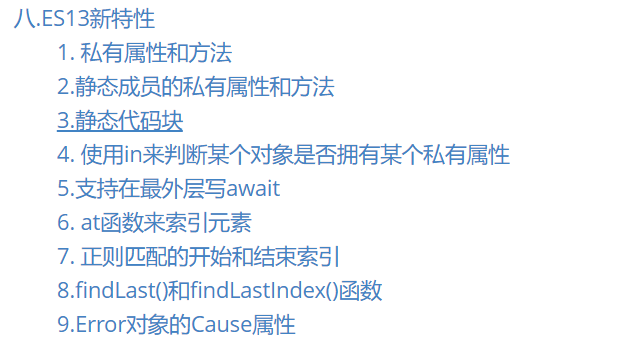 八.ES13新特性
1. 私有属性和方法
2.静态成员的私有属性和方法
3.静态代码块
4. 使用in来判断某个对象是否拥有某个私有属性
5.支持在最外层写await
6. at函数来索引元素
7. 正则匹配的开始和结束索引
8.findLast()和findLastIndex()函数
9.Error对象的Cause属性